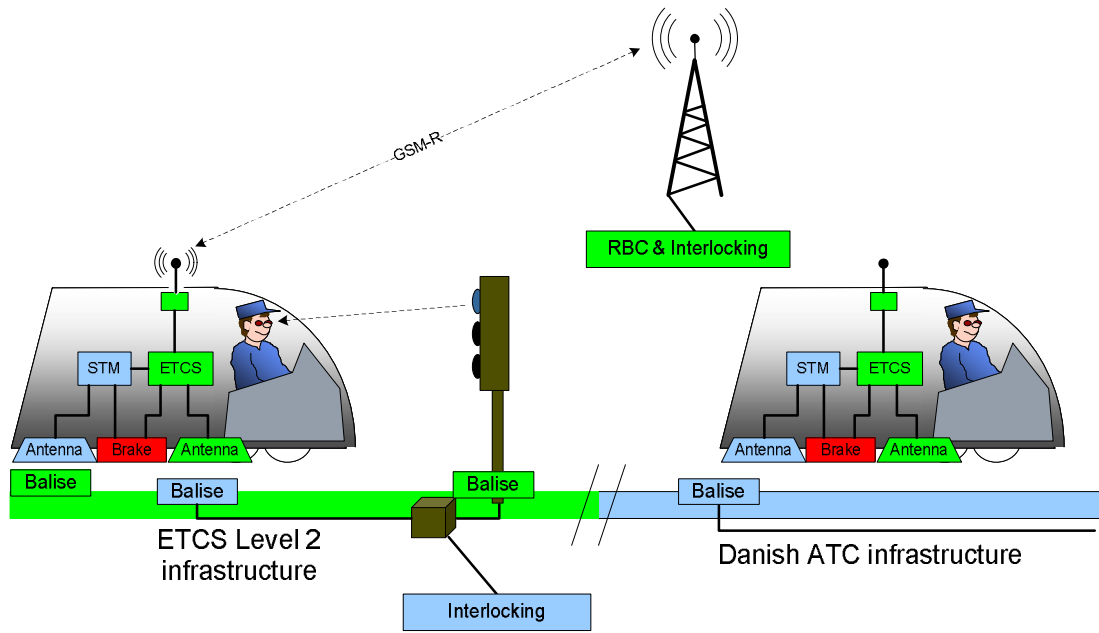 GSM-R
RBC & Interlocking
STM
ETCS
Antenna
Brake
Antenna
STM
ETCS
Antenna
Brake
Antenna
Balise
Balise
Balise
Balise
ETCS Level 2
infrastructure
Danish ATC infrastructure
Interlocking